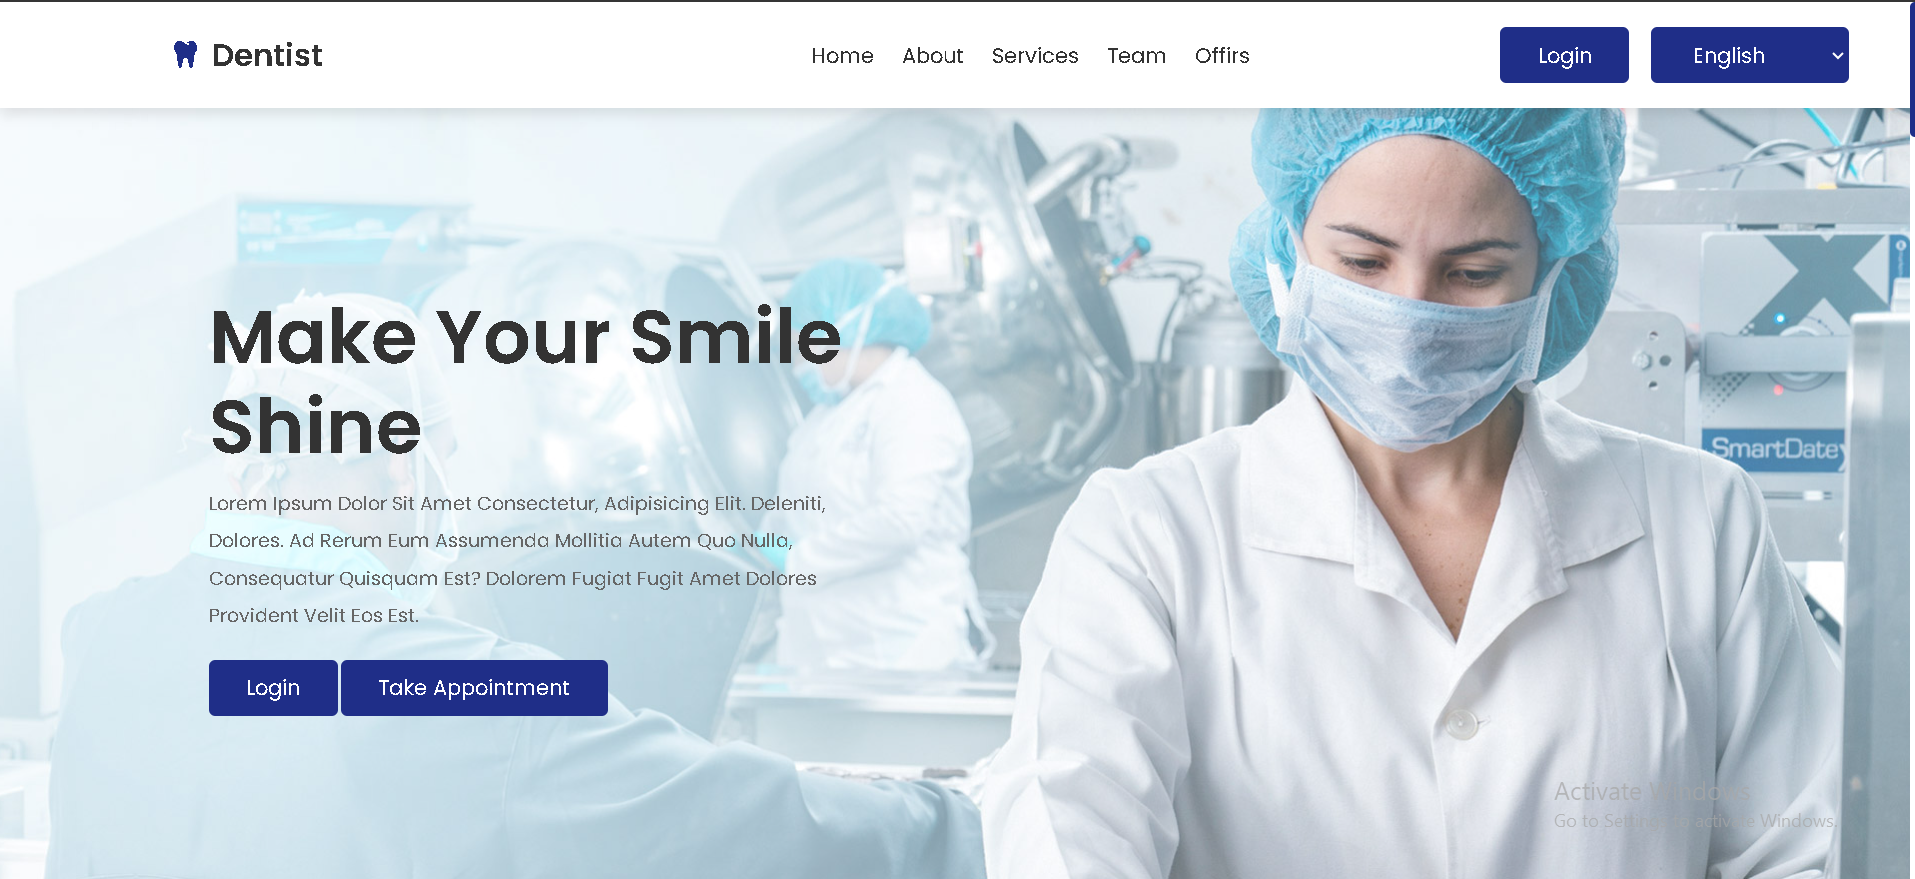 Dentist
Home About Services Team Offirs
Login English
Make Your Smile
Shine
Lorem Ipsum Dolor Sit Amet Consectetur, Adipisicing Elit. Deleniti,
Dolores. Ad Rerum Eum Assumenda Mollitia Autem Quo Nulla,
Consequatur Quisquam Est? Dolorem Fugiat Fugit Amet Dolores
Provident Velit Eos Est.
Login Take Appointment
SmartDate
Activate Windows
Go to Settings to activate Windows.